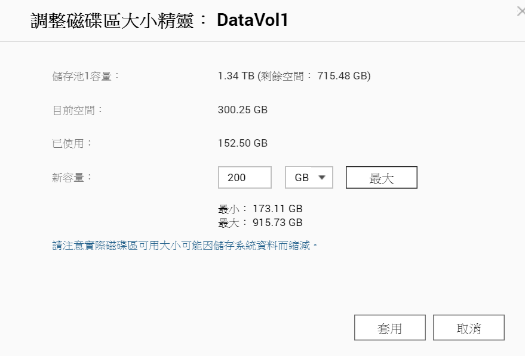 調整磁碟區大小精靈： DataVol1
儲存池1容量： 1.34 TB (剩餘空間： 715.48 GB)
目前空間： 300.25 GB
已使用： 152.50 GB
新容量： 200 GB 最大
最小： 173.11 GB
最大： 915.73 GB
請注意實際磁碟區可用大小可能因儲存系統資料而縮減。
套用 取消